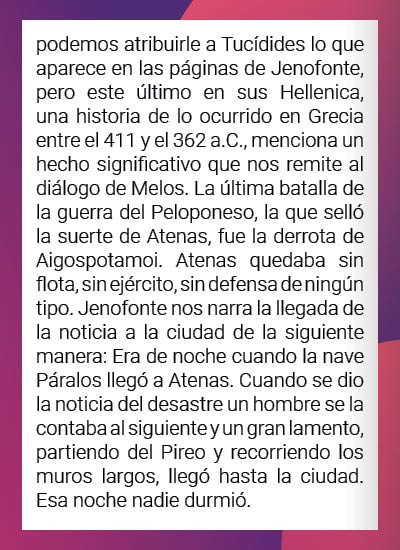 podemos atribuirle a Tucídides lo que
aparece en las páginas de Jenofonte,
pero este último en sus Hellenica,
una historia de lo ocurrido en Grecia
entre el 411 y el 362 a.C., menciona un
hecho significativo que nos remite al
diálogo de Melos. La última batalla de
la guerra del Peloponeso, la que selló
la suerte de Atenas, fue la derrota de
Aigospotamoi. Atenas quedaba sin
flota, sin ejército, sin defensa de ningún
tipo. Jenofonte nos narra la llegada de
la noticia a la ciudad de la siguiente
manera: Era de noche cuando la nave
Páralos llegó a Atenas. Cuando se dio
la noticia del desastre un hombre se la
contaba al siguiente y un gran lamento,
partiendo del Pireo y recorriendo los
muros largos, llegó hasta la ciudad.
Esa noche nadie durmió.